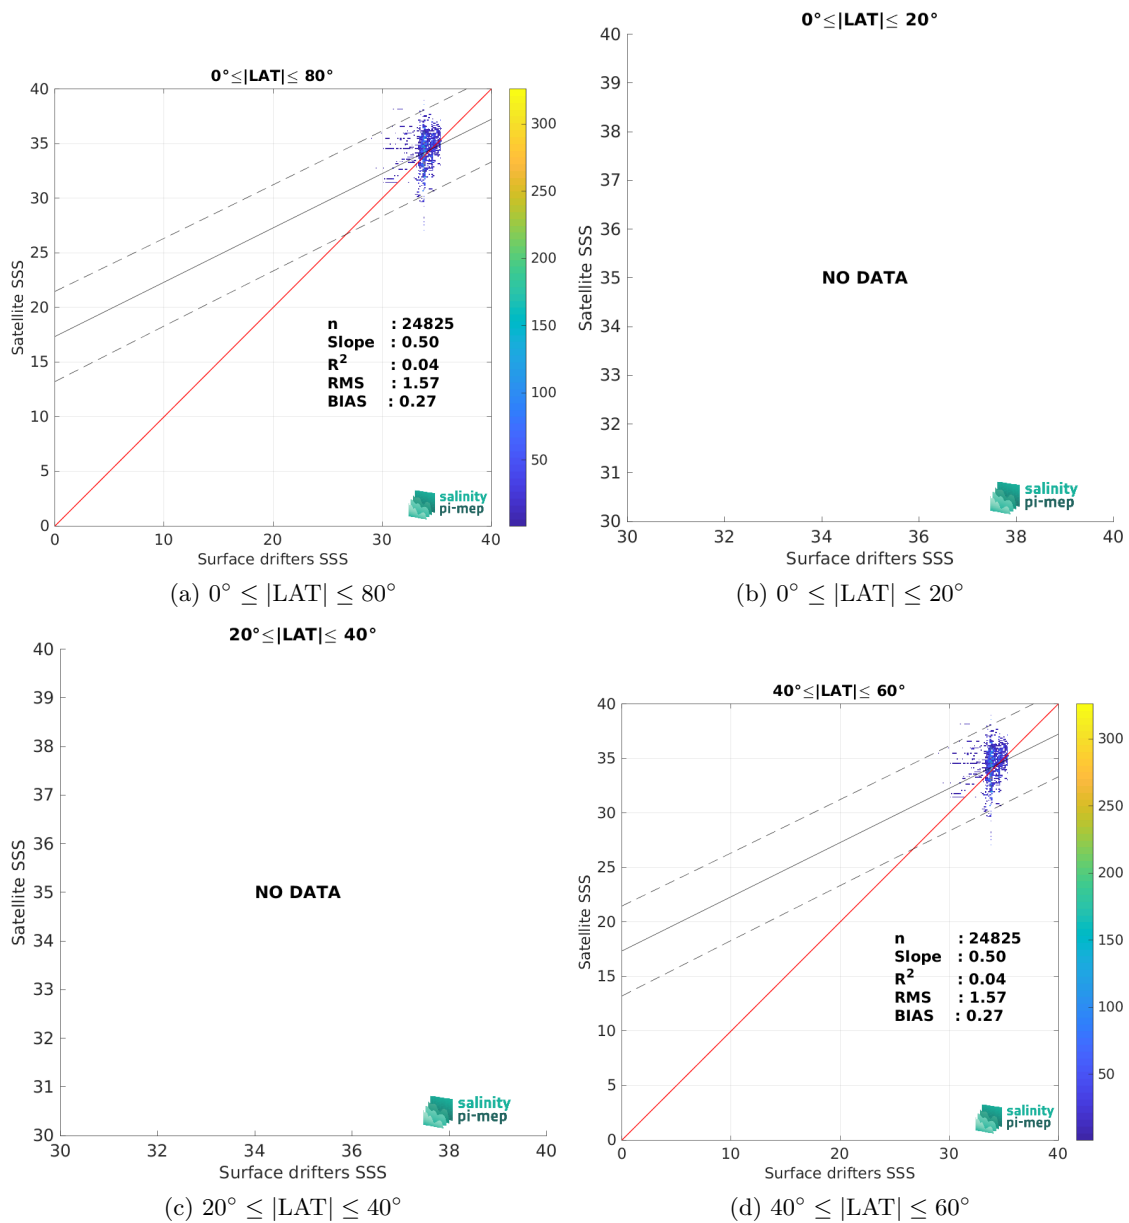 0°≤|LAT|≤ 80°
40
35
30
25
20
15
10
5
0
Satellite SSS
n : 24825
Slope : 0.50
R² : 0.04
RMS : 1.57
BIAS : 0.27
salinity
pi-mep
0 10 20 30 40
Surface drifters SSS
300
250
200
150
100
50
(a) 0° ≤ |LAT| ≤ 80°
0°≤|LAT|≤ 20°
40
39
38
37
36
35
34
33
32
31
30
Satellite SSS
NO DATA
salinity
pi-mep
30 32 34 36 38 40
Surface drifters SSS
(b) 0° ≤ |LAT| ≤ 20°
20°≤|LAT|≤ 40°
40
39
38
37
36
35
34
33
32
31
30
Satellite SSS
NO DATA
salinity
pi-mep
30 32 34 36 38 40
Surface drifters SSS
(c) 20° ≤ |LAT| ≤ 40°
40°≤|LAT|≤ 60°
40
35
30
25
20
15
10
5
0
Satellite SSS
n : 24825
Slope : 0.50
R² : 0.04
RMS : 1.57
BIAS : 0.27
salinity
pi-mep
0 10 20 30 40
Surface drifters SSS
300
250
200
150
100
50
(d) 40° ≤ |LAT| ≤ 60°